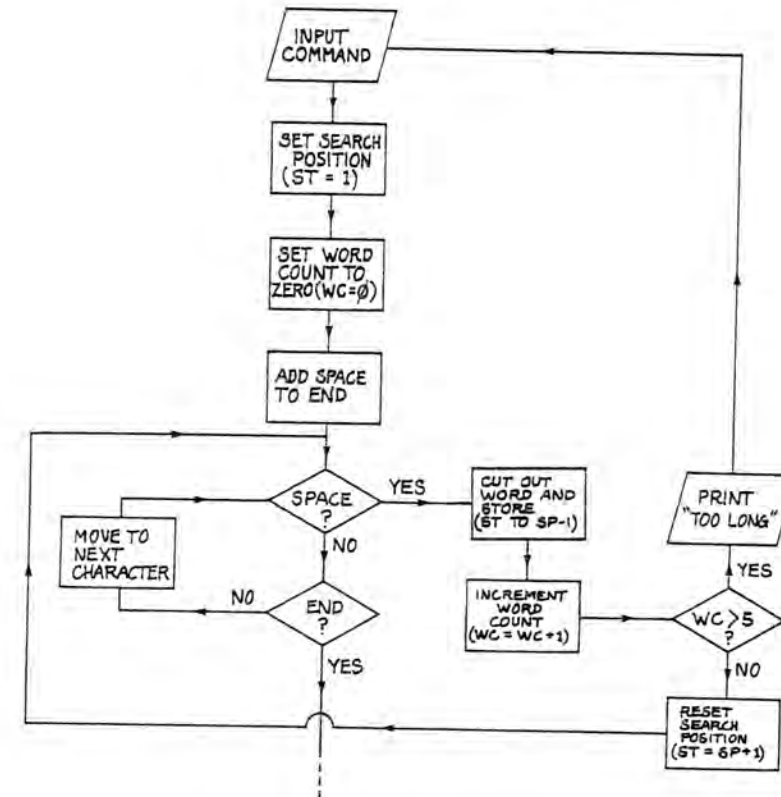 INPUT
COMMAND
SET SEARCH
POSITION
(ST = 1)
SET WORD
COUNT TO
ZERO(WC=Ø)
ADD SPACE
TO END
SPACE
?
YES
NO
CUT OUT
WORD AND
STORE
(ST TO SP-1)
PRINT
"TOO LONG"
MOVE TO
NEXT
CHARACTER
NO
END
?
YES
INCREMENT
WORD
COUNT
(WC = WC+1)
YES
WC>5
?
NO
RESET
SEARCH
POSITION
(ST = SP+1)